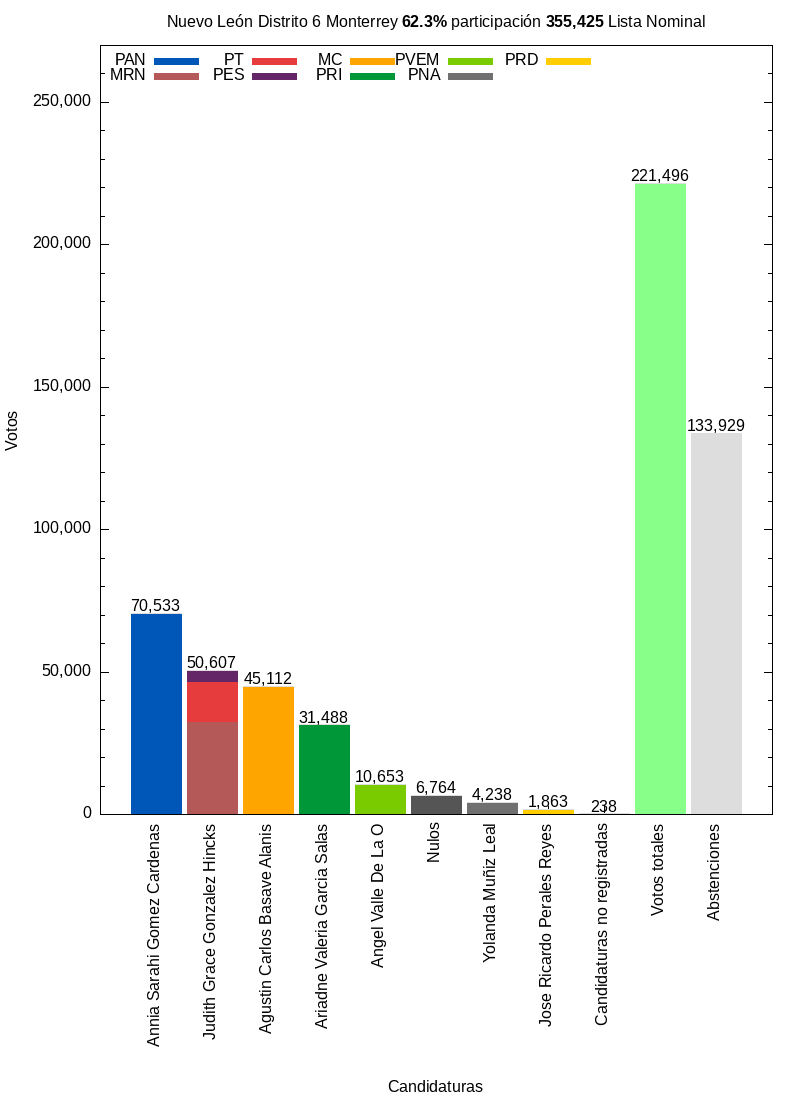 Nuevo León Distrito 6 Monterrey 62.3% participación 355,425 Lista Nominal
PAN PT MC PVEM PRD
MRN PES PRI PNA
250,000
200,000
150,000
100,000
50,000
0
Votos
70,533
50,607
45,112
31,488
10,653
6,764
4,238
1,863
238
221,496
133,929
Annia Sarahi Gomez Cardenas
Judith Grace Gonzalez Hincks
Agustin Carlos Basave Alanis
Ariadne Valeria Garcia Salas
Angel Valle De La O
Nulos
Yolanda Muñiz Leal
Jose Ricardo Perales Reyes
Candidaturas no registradas
Votos totales
Abstenciones
Candidaturas